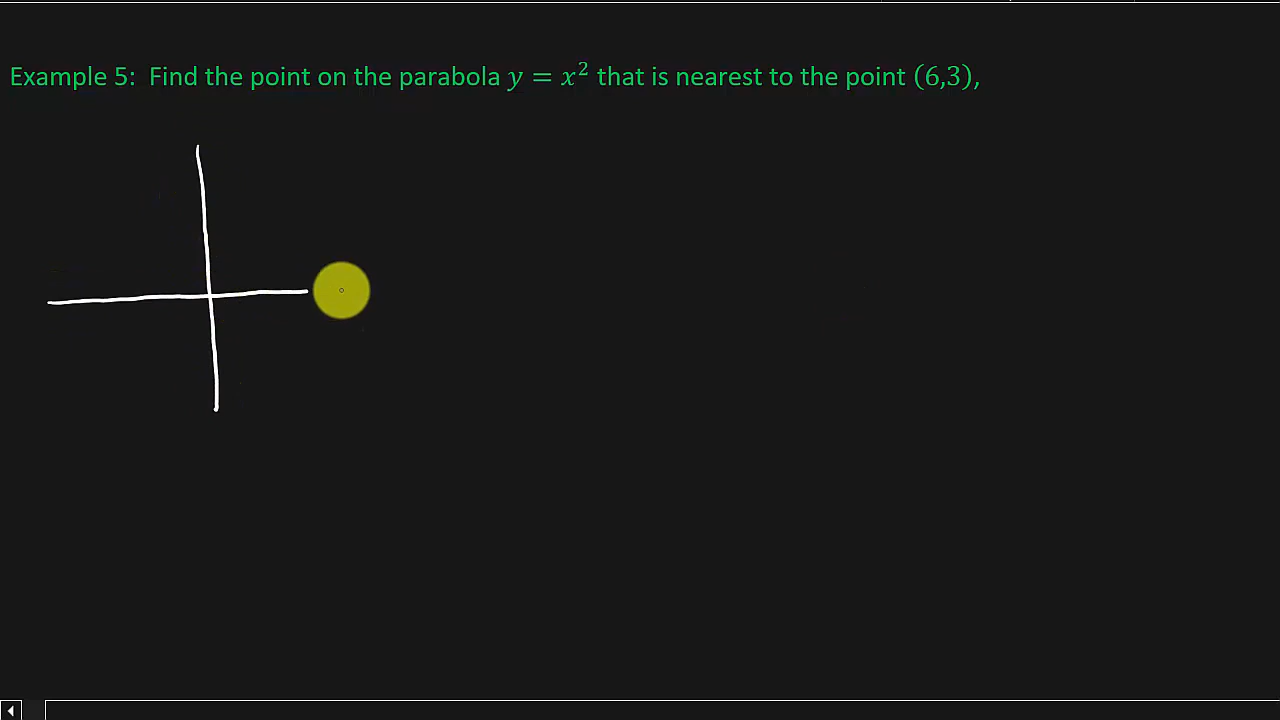 Example 5: Find the point on the parabola y = x² that is nearest to the point (6,3),